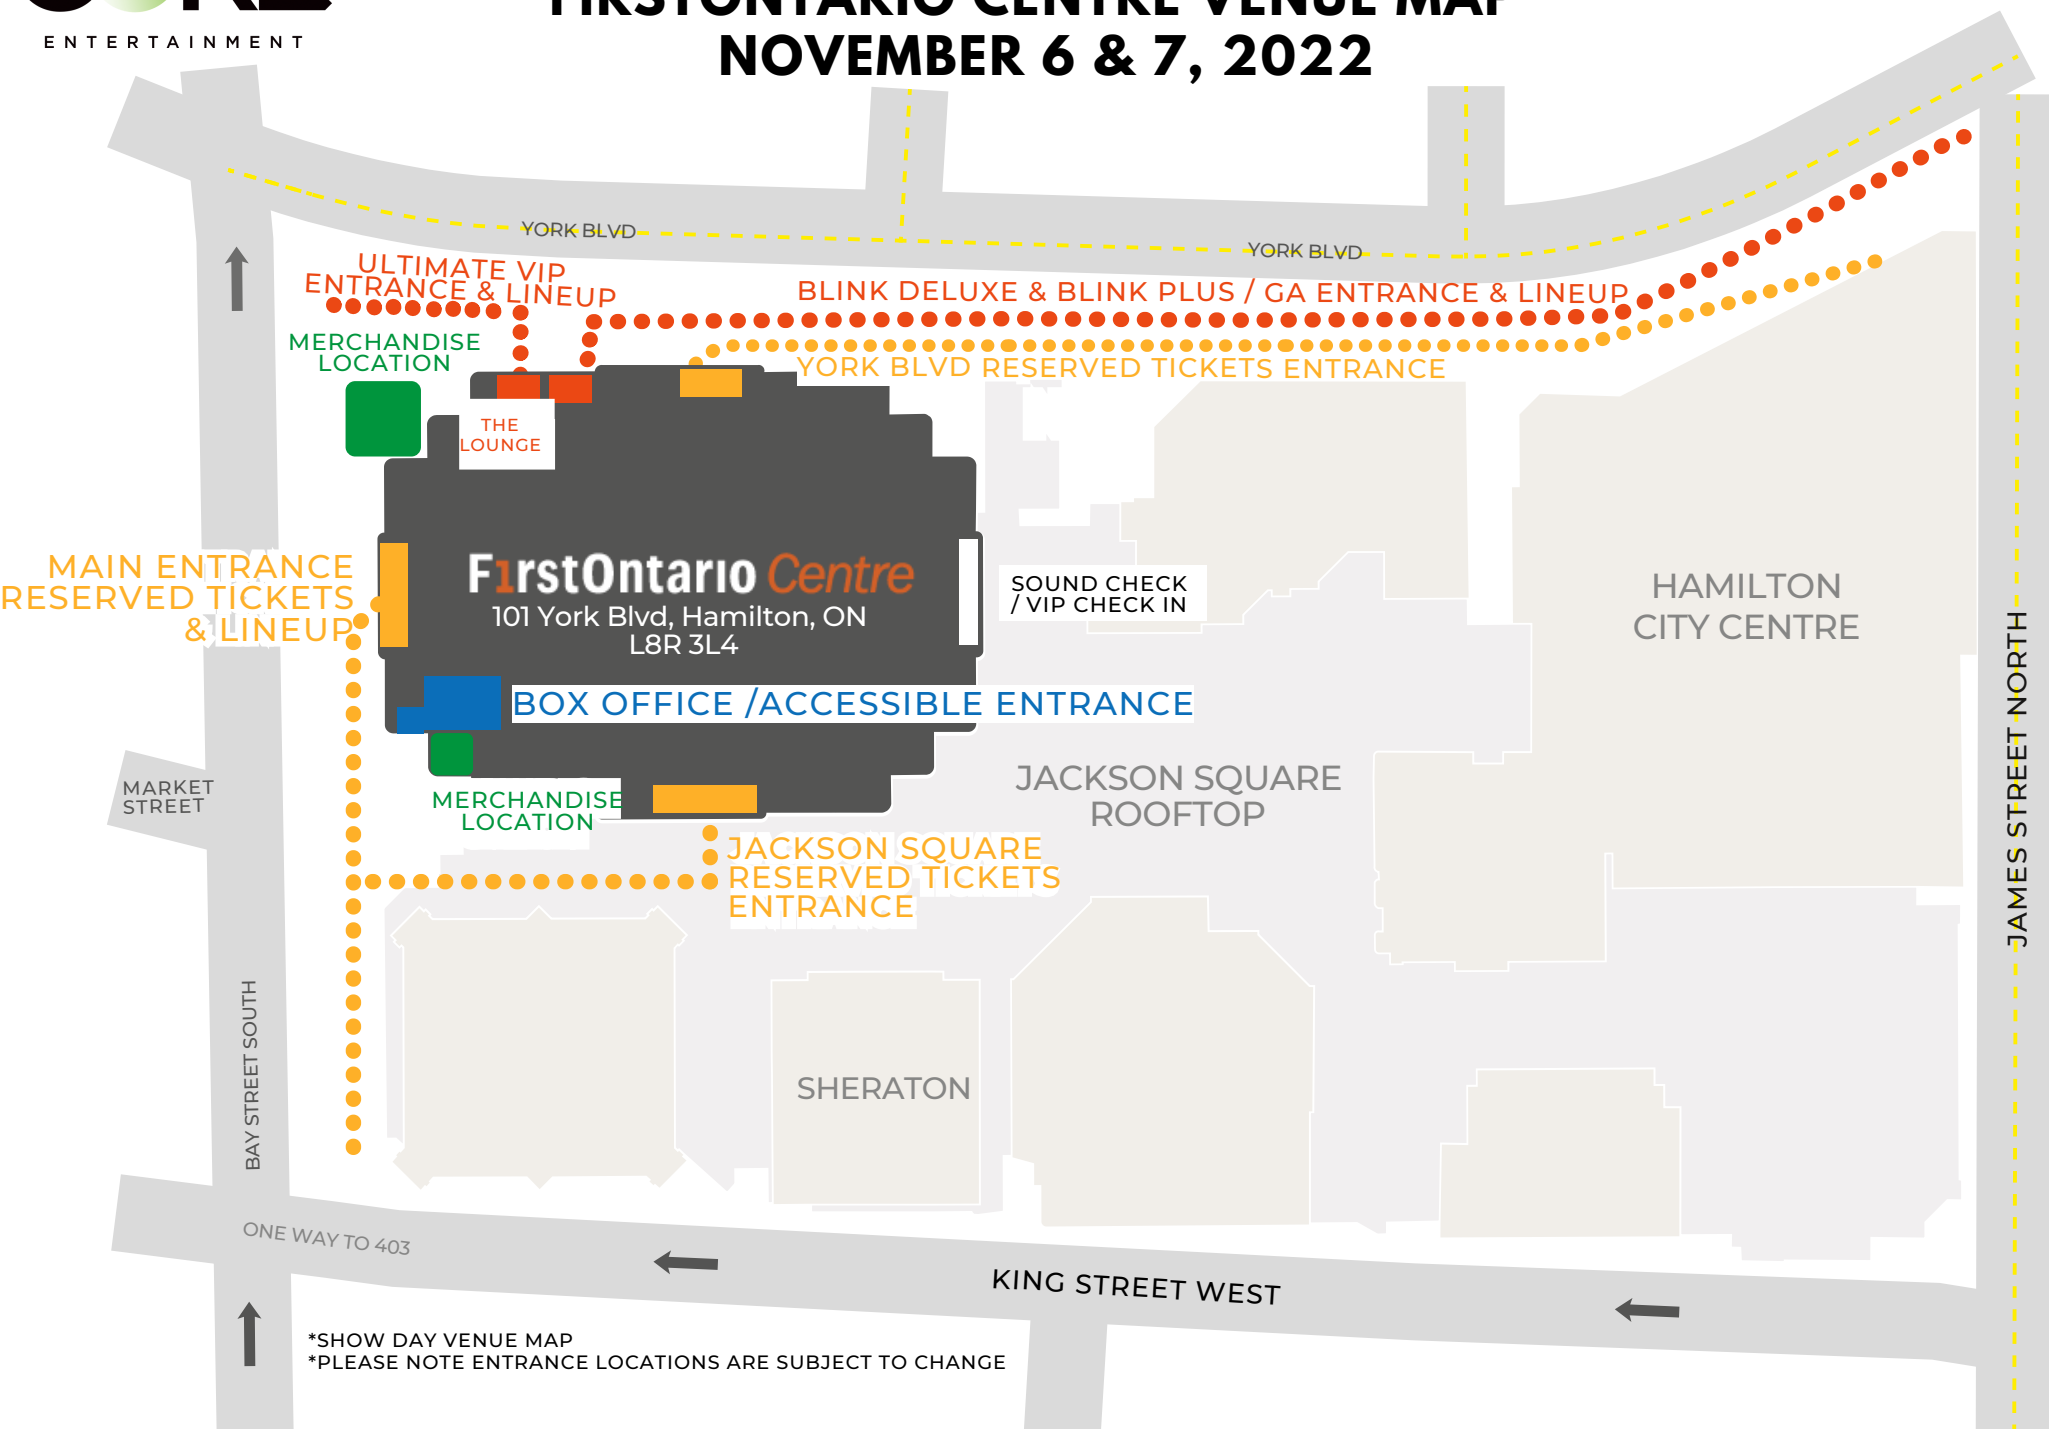 ENTERTAINMENT
FIRSTONTARIO CENTRE VENUE MAP
NOVEMBER 6 & 7, 2022
YORK BLVD
YORK BLVD
ULTIMATE VIP
ENTRANCE & LINEUP
BLINK DELUXE & BLINK PLUS / GA ENTRANCE & LINEUP
MERCHANDISE
LOCATION
YORK BLVD RESERVED TICKETS ENTRANCE
THE
LOUNGE
MAIN ENTRANCE
RESERVED TICKETS
& LINEUP
F1rstOntar1o Centre
101 York Blvd, Hamilton, ON
L8R 3L4
SOUND CHECK
/ VIP CHECK IN
HAMILTON
CITY CENTRE
BOX OFFICE /ACCESSIBLE ENTRANCE
JAMES STREET NORTH
MARKET
STREET
MERCHANDISE
LOCATION
JACKSON SQUARE
ROOFTOP
JACKSON SQUARE
RESERVED TICKETS
ENTRANCE
BAY STREET SOUTH
SHERATON
ONE WAY TO 403
KING STREET WEST
*SHOW DAY VENUE MAP
*PLEASE NOTE ENTRANCE LOCATIONS ARE SUBJECT TO CHANGE